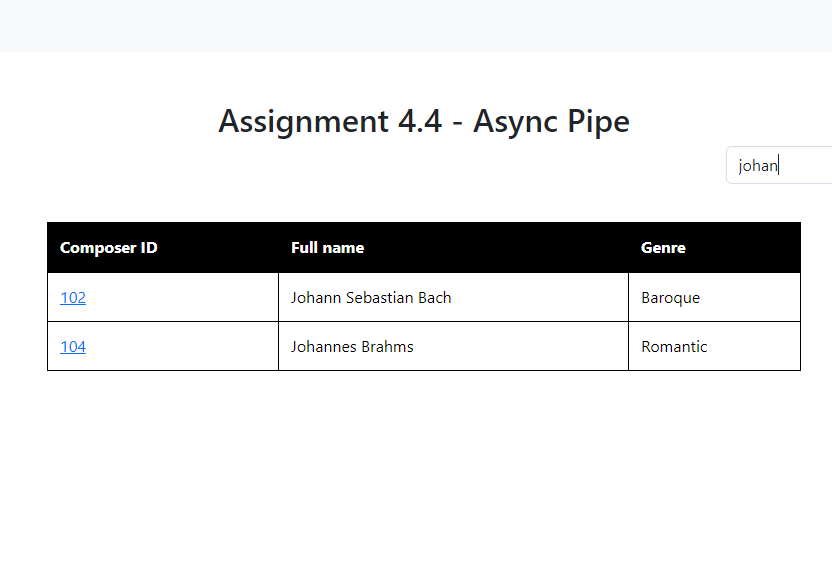 Assignment 4.4 - Async Pipe
johan
Composer ID Full name Genre
102 Johann Sebastian Bach Baroque
104 Johannes Brahms Romantic